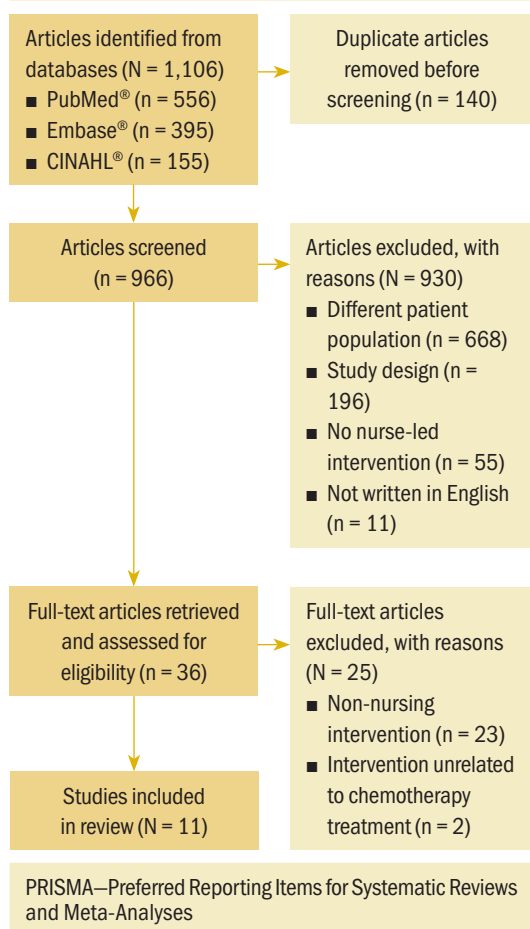 Articles identified from
databases (N = 1,106)
■ PubMed® (n = 556)
■ Embase® (n = 395)
■ CINAHL® (n = 155)
Duplicate articles
removed before
screening (n = 140)
Articles screened
(n = 966)
Articles excluded, with
reasons (N = 930)
■ Different patient
population (n = 668)
■ Study design (n =
196)
■ No nurse-led
intervention (n = 55)
■ Not written in English
(n = 11)
Full-text articles retrieved
and assessed for
eligibility (n = 36)
Full-text articles
excluded, with reasons
(N = 25)
■ Non-nursing
intervention (n = 23)
■ Intervention unrelated
to chemotherapy
treatment (n = 2)
Studies included
in review (N = 11)
PRISMA—Preferred Reporting Items for Systematic Reviews
and Meta-Analyses